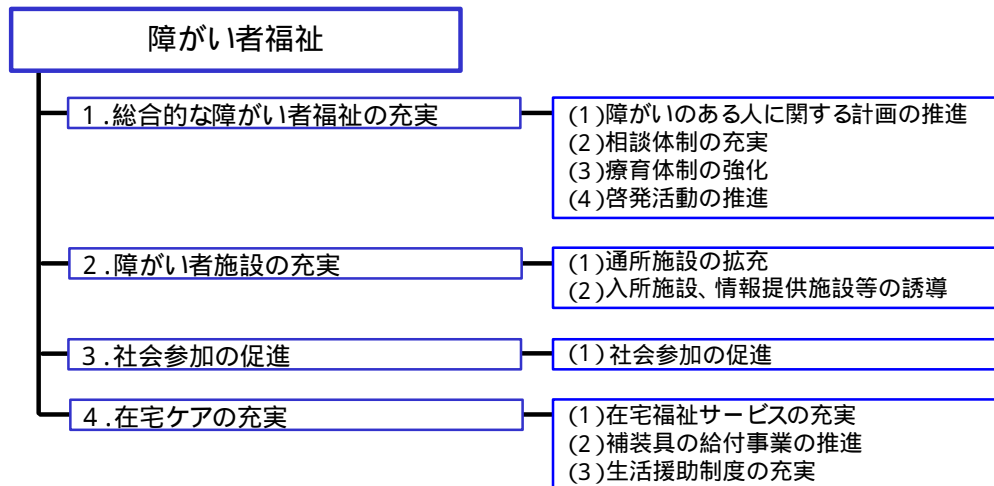 障がい者福祉
1.総合的な障がい者福祉の充実
(1)障がいのある人に関する計画の推進
(2)相談体制の充実
(3)療育体制の強化
(4)啓発活動の推進
2.障がい者施設の充実
(1)通所施設の拡充
(2)入所施設、情報提供施設等の誘導
3.社会参加の促進
(1)社会参加の促進
4.在宅ケアの充実
(1)在宅福祉サービスの充実
(2)補装具の給付事業の推進
(3)生活援助制度の充実